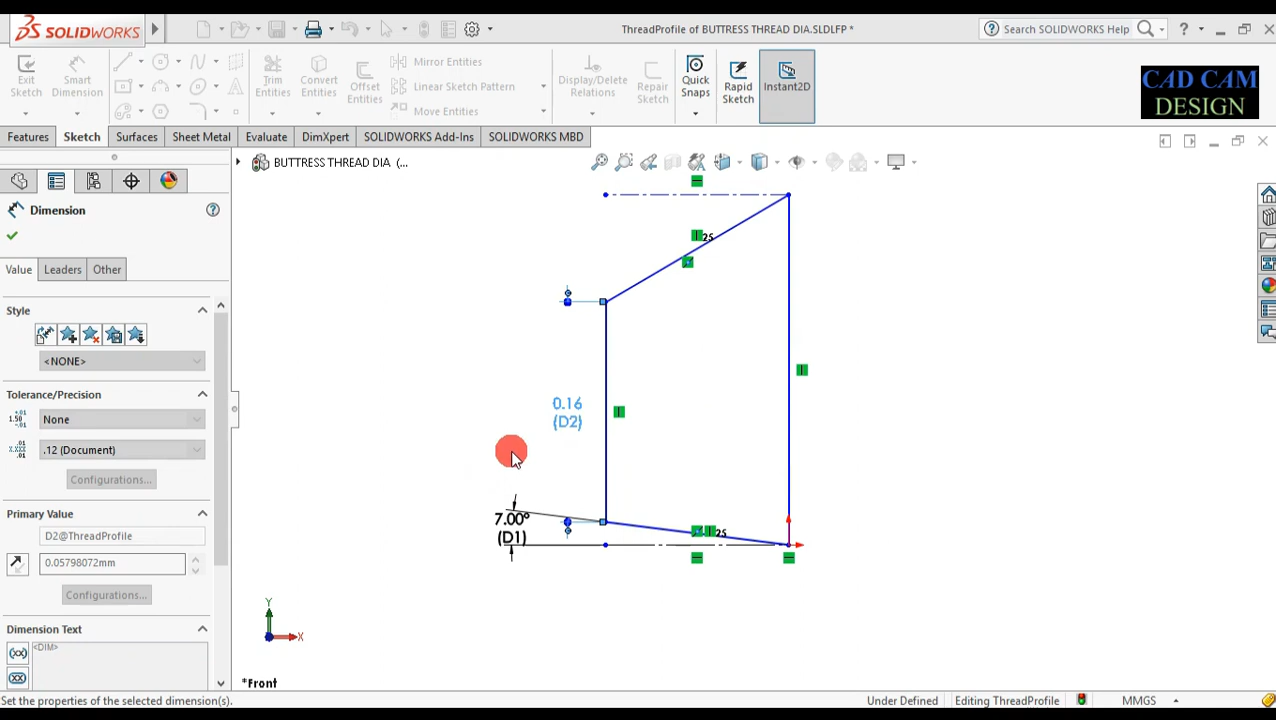 SOLIDWORKS
ThreadProfile of BUTTRESS THREAD DIA.SLDLFP *
Search SOLIDWORKS Help
?
Exit Sketch
Smart Dimension
Trim Entities
Convert Entities
Offset Entities
Mirror Entities
Linear Sketch Pattern
Move Entities
Display/Delete Relations
Repair Sketch
Quick Snaps
Rapid Sketch
Instant2D
CAD CAM
DESIGN
Features
Sketch
Surfaces
Sheet Metal
Evaluate
DimXpert
SOLIDWORKS Add-Ins
SOLIDWORKS MBD
BUTTRESS THREAD DIA (...
Dimension
?
Value
Leaders
Other
Style
<NONE>
Tolerance/Precision
None
.12 (Document)
Configurations...
Primary Value
D2@ThreadProfile
0.05798072mm
Configurations...
Dimension Text
<DIM>
25
0.16
(D2)
7.00°
(D1)
25
Y
X
*Front
Set the properties of the selected dimension(s).
Under Defined
Editing ThreadProfile
MMGS